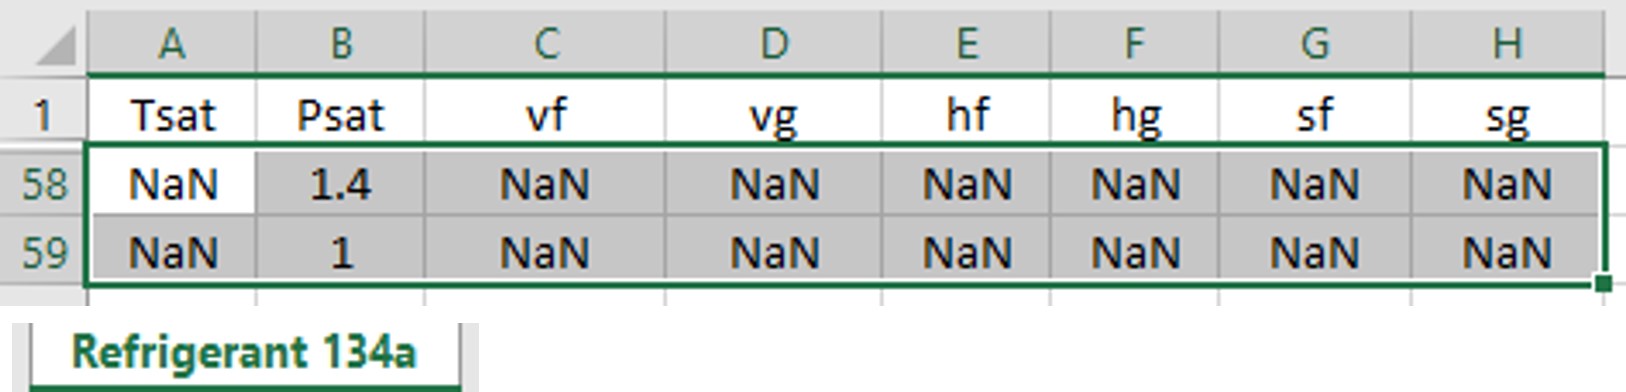 A B C D E F G H
1 Tsat Psat vf vg hf hg sf sg
58 NaN 1.4 NaN NaN NaN NaN NaN NaN
59 NaN 1 NaN NaN NaN NaN NaN NaN
Refrigerant 134a